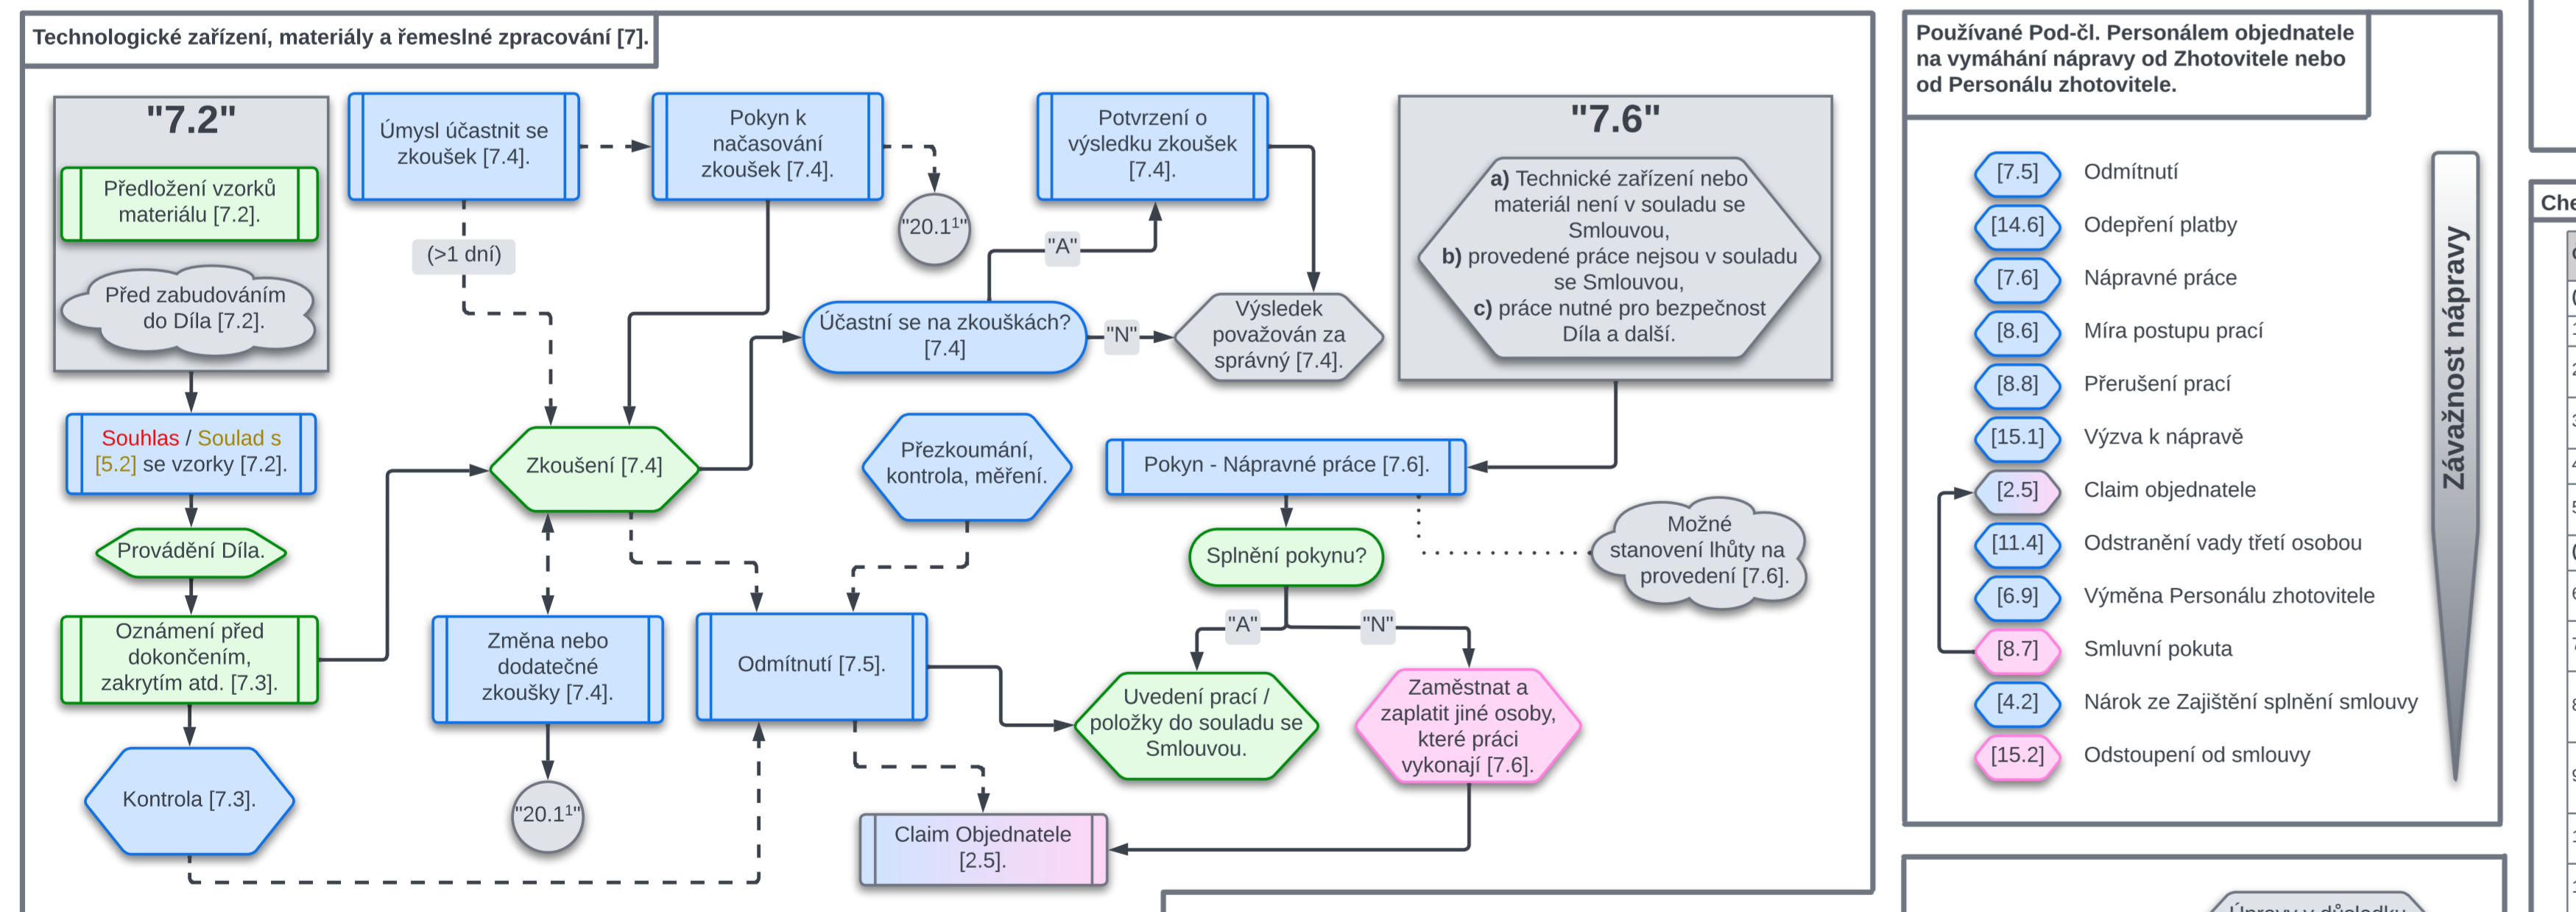 Technologické zařízení, materiály a řemeslné zpracování [7].
"7.2"
Předložení vzorků
materiálu [7.2].
Před zabudováním
do Díla [7.2].
Souhlas / Soulad s
[5.2] se vzorky [7.2].
Provádění Díla.
Oznámení před
dokončením,
zakrytím atd. [7.3].
Kontrola [7.3].
Úmysl účastnit se
zkoušek [7.4].
(>1 dní)
Pokyn k
načasování
zkoušek [7.4].
"20.1¹"
Zkoušení [7.4]
Změna nebo
dodatečné
zkoušky [7.4].
"20.1¹"
Účastní se na zkouškách?
[7.4]
"A"
"N"
Potvrzení o
výsledku zkoušek
[7.4].
Výsledek
považován za
správný [7.4].
Přezkoumání,
kontrola, měření.
Odmítnutí [7.5].
Claim Objednatele
[2.5].
"7.6"
a) Technické zařízení nebo
materiál není v souladu se
Smlouvou,
b) provedené práce nejsou v souladu
se Smlouvou,
c) práce nutné pro bezpečnost
Díla a další.
Pokyn - Nápravné práce [7.6].
Možné
stanovení lhůty na
provedení [7.6].
Splnění pokynu?
"A"
"N"
Uvedení prací /
položky do souladu se
Smlouvou.
Zaměstnat a
zaplatit jiné osoby,
které práci
vykonají [7.6].
Používané Pod-čl. Personálem objednatele
na vymáhání nápravy od Zhotovitele nebo
od Personálu zhotovitele.
[7.5] Odmítnutí
[14.6] Odepření platby
[7.6] Nápravné práce
[8.6] Míra postupu prací
[8.8] Přerušení prací
[15.1] Výzva k nápravě
[2.5] Claim objednatele
[11.4] Odstranění vady třetí osobou
[6.9] Výměna Personálu zhotovitele
[8.7] Smluvní pokuta
[4.2] Nárok ze Zajištění splnění smlouvy
[15.2] Odstoupení od smlouvy
Závažnost nápravy
Che